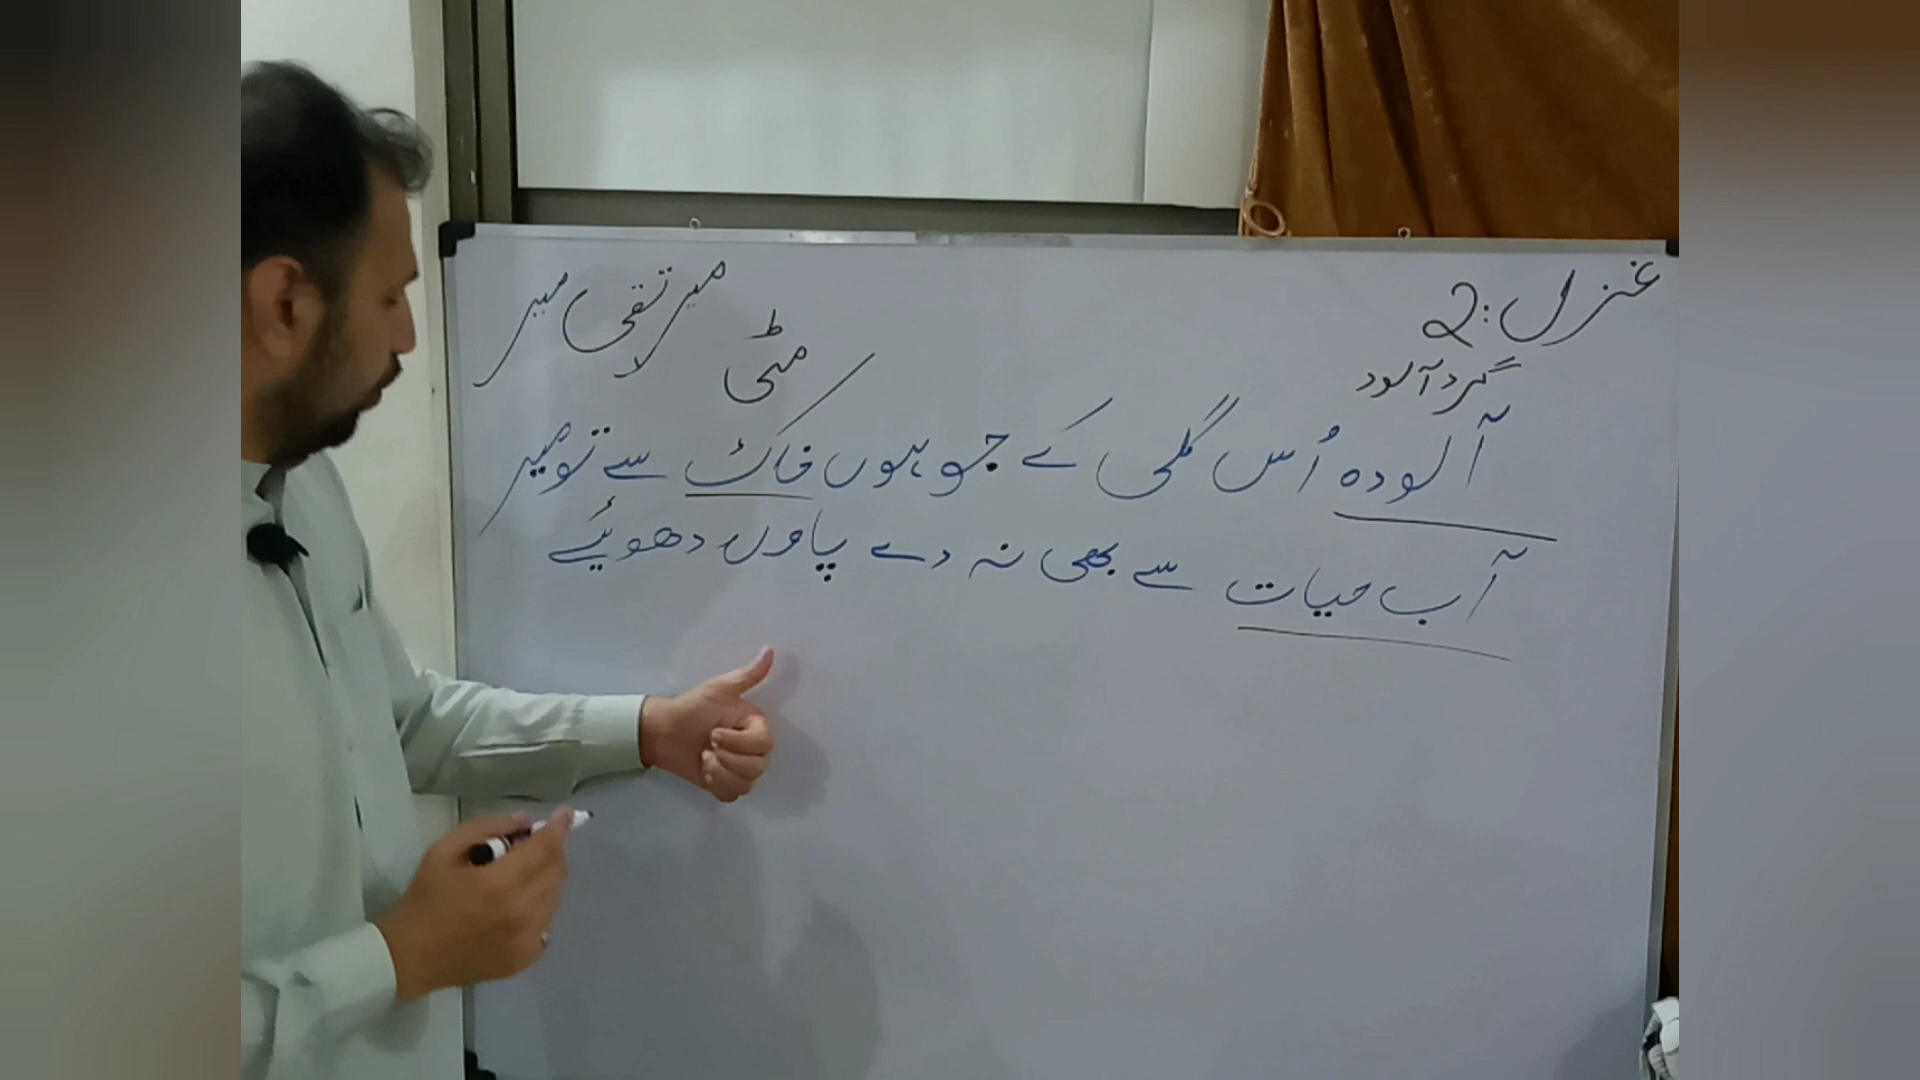 غزل: 2
میر تقی میر
گرد آلود
مٹی
آلودہ اُس گلی کے جو ہوں خاک سے تو میر
آب حیات سے بھی نہ دے پاوں دھوئیے